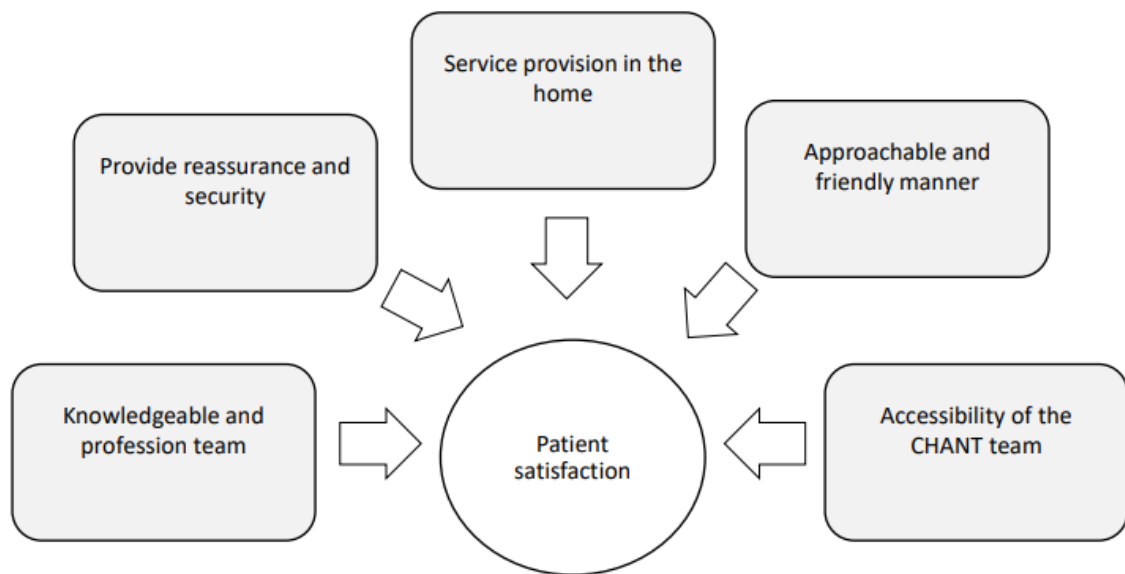 Service provision in the
home
Provide reassurance and
security
Approachable and
friendly manner
Knowledgeable and
profession team
Patient
satisfaction
Accessibility of the
CHANT team